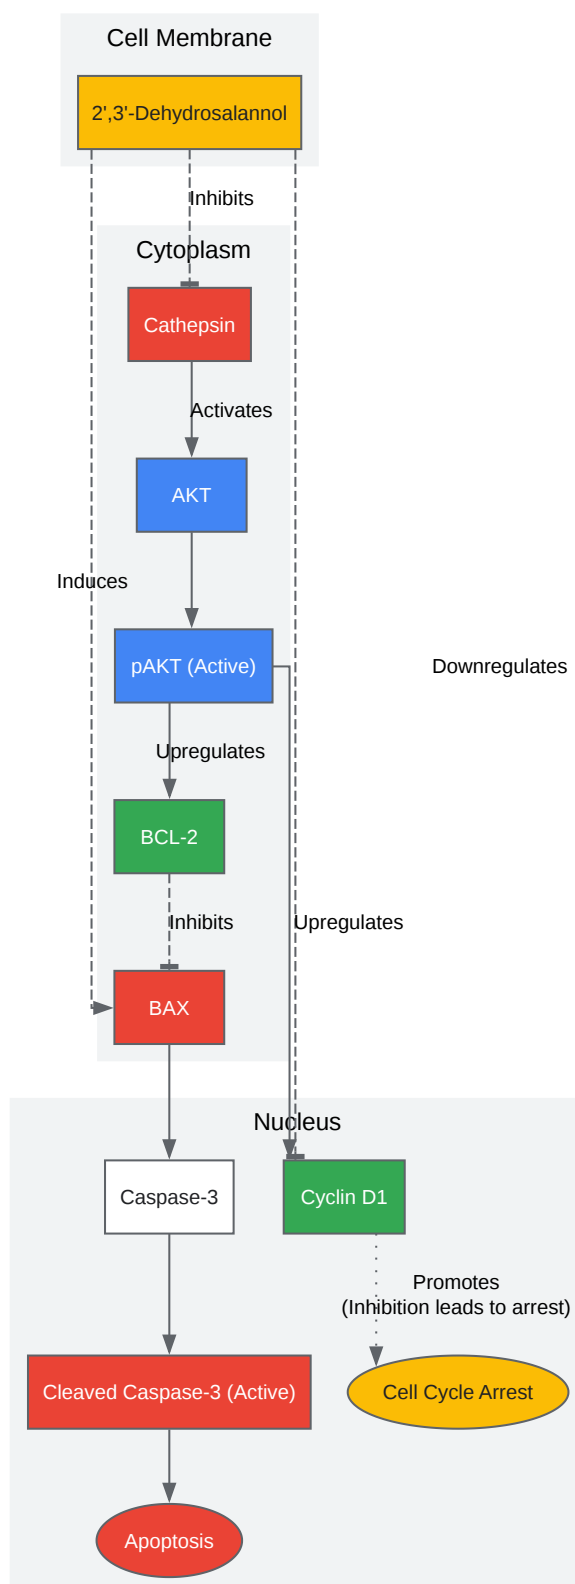 Cell Membrane
2',3'-Dehydrosalannol
Inhibits
Cytoplasm
Cathepsin
Activates
AKT
Induces
pAKT (Active)
Downregulates
Upregulates
BCL-2
Inhibits
Upregulates
BAX
Nucleus
Caspase-3
Cyclin D1
Promotes
(Inhibition leads to arrest)
Cleaved Caspase-3 (Active)
Cell Cycle Arrest
Apoptosis